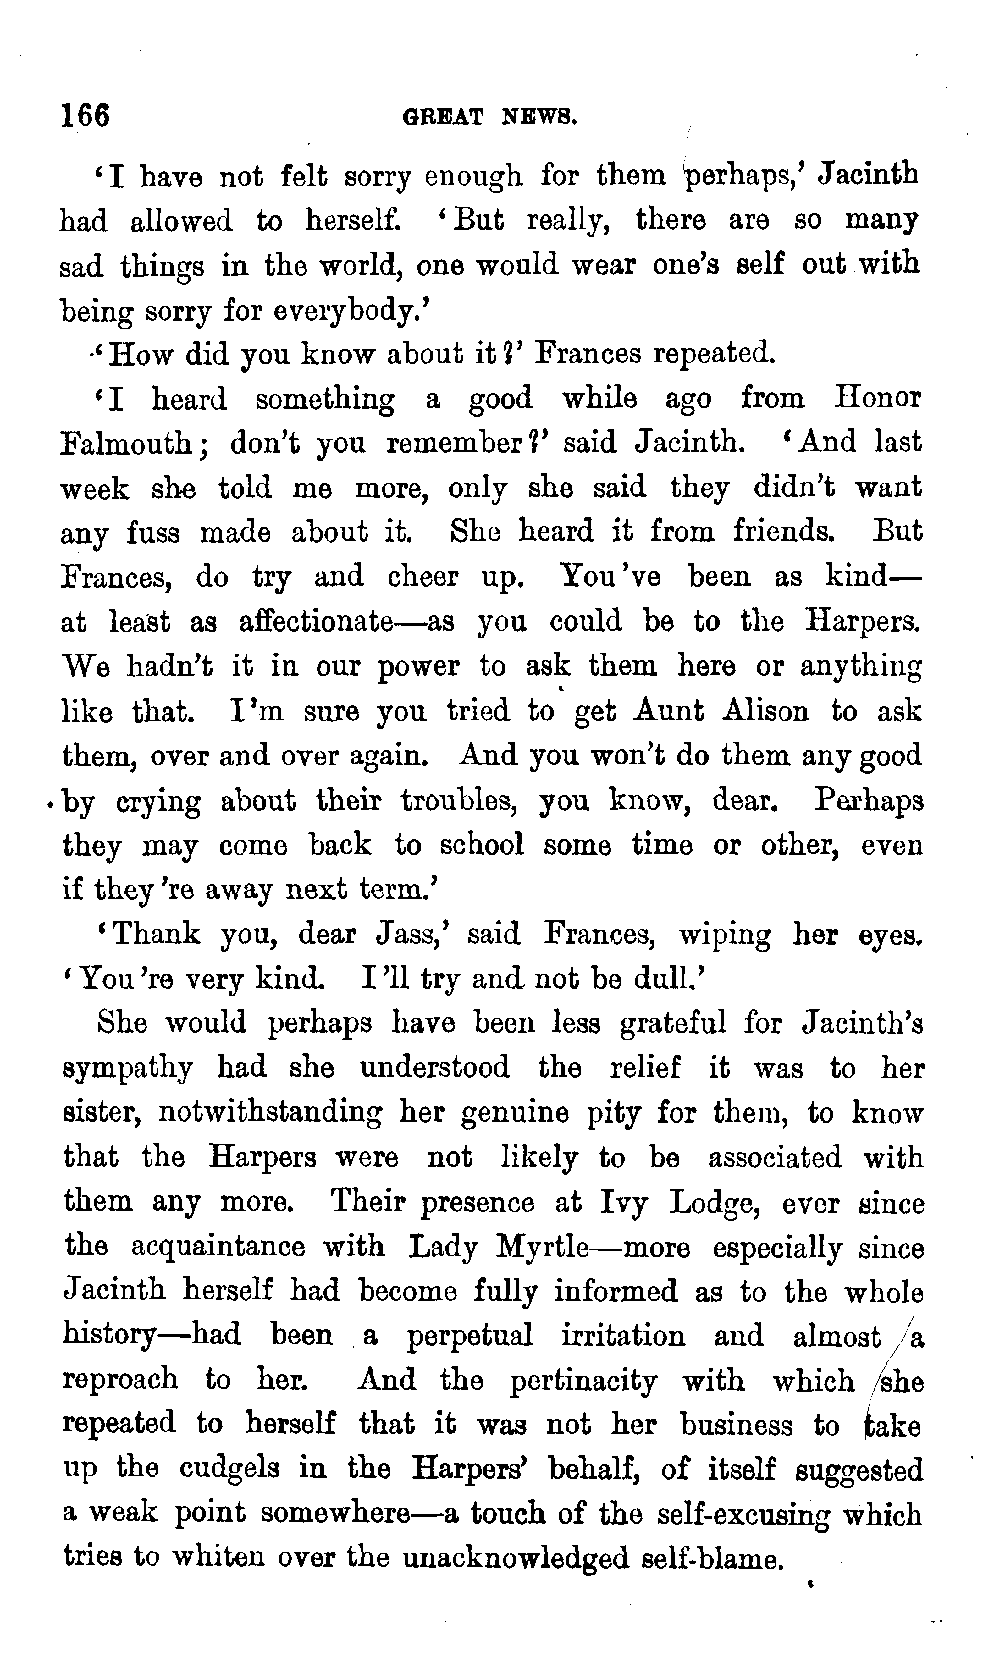 166 GREAT NEWS.
‘I have not felt sorry enough for them perhaps,’ Jacinth
had allowed to herself. ‘But really, there are so many
sad things in the world, one would wear one’s self out with
being sorry for everybody.’
‘How did you know about it?’ Frances repeated.
‘I heard something a good while ago from Honor
Falmouth; don’t you remember?’ said Jacinth. ‘And last
week she told me more, only she said they didn’t want
any fuss made about it. She heard it from friends. But
Frances, do try and cheer up. You’ve been as kind—
at least as affectionate—as you could be to the Harpers.
We hadn’t it in our power to ask them here or anything
like that. I’m sure you tried to get Aunt Alison to ask
them, over and over again. And you won’t do them any good
by crying about their troubles, you know, dear. Perhaps
they may come back to school some time or other, even
if they’re away next term.’
‘Thank you, dear Jass,’ said Frances, wiping her eyes.
‘You’re very kind. I’ll try and not be dull.’
She would perhaps have been less grateful for Jacinth’s
sympathy had she understood the relief it was to her
sister, notwithstanding her genuine pity for them, to know
that the Harpers were not likely to be associated with
them any more. Their presence at Ivy Lodge, ever since
the acquaintance with Lady Myrtle—more especially since
Jacinth herself had become fully informed as to the whole
history—had been a perpetual irritation and almost a
reproach to her. And the pertinacity with which she
repeated to herself that it was not her business to take
up the cudgels in the Harpers’ behalf, of itself suggested
a weak point somewhere—a touch of the self-excusing which
tries to whiten over the unacknowledged self-blame.